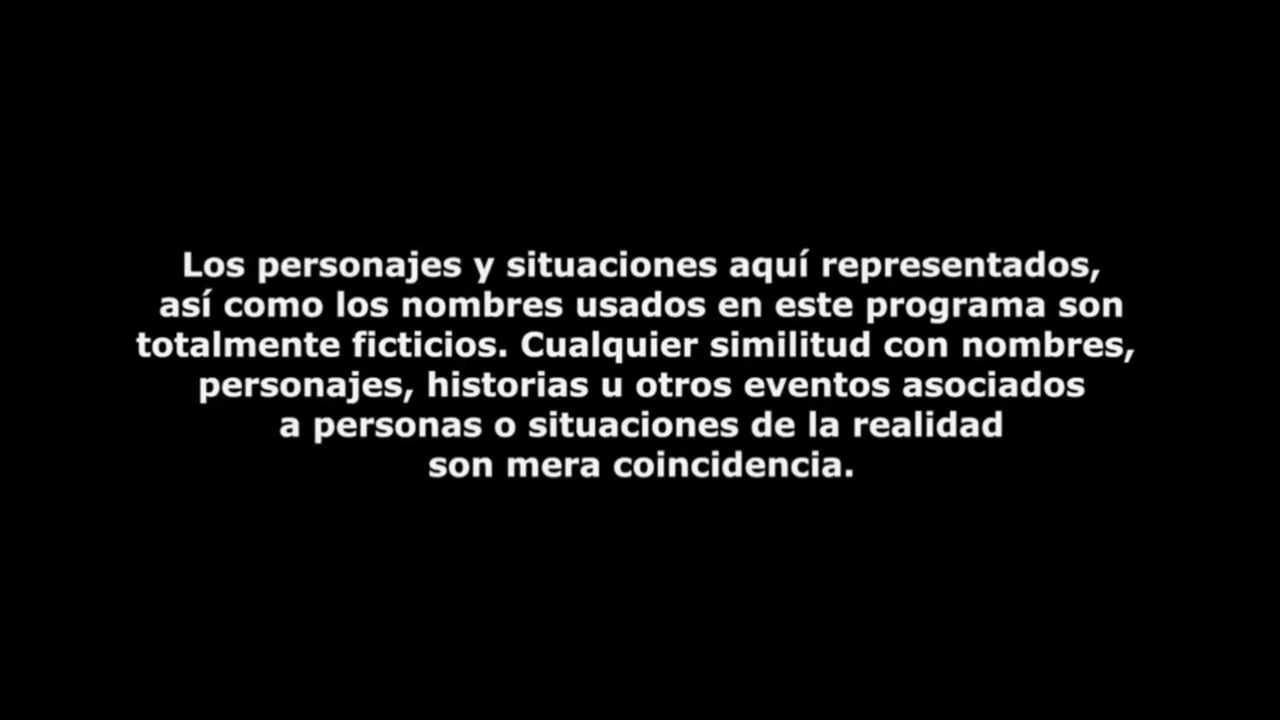 Los personajes y situaciones aquí representados,
así como los nombres usados en este programa son
totalmente ficticios. Cualquier similitud con nombres,
personajes, historias u otros eventos asociados
a personas o situaciones de la realidad
son mera coincidencia.